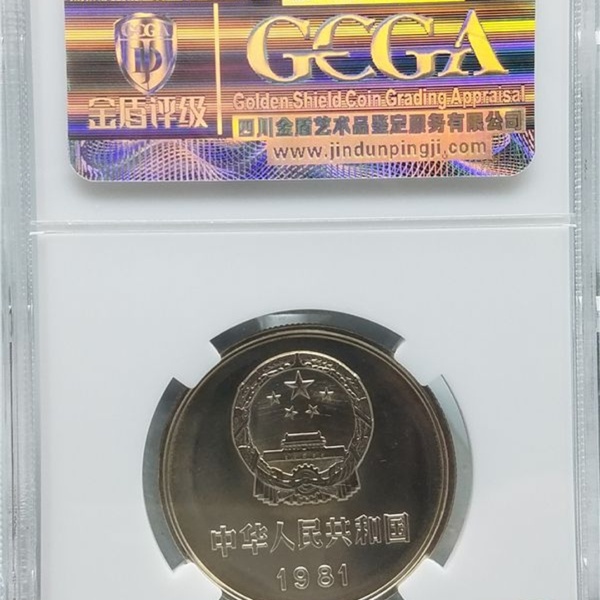 GCGA
金盾评级
Golden Shield Coin Grading Appraisal
四川金盾艺术品鉴定服务有限公司
www.jindunpingji.com
中华人民共和国
1981